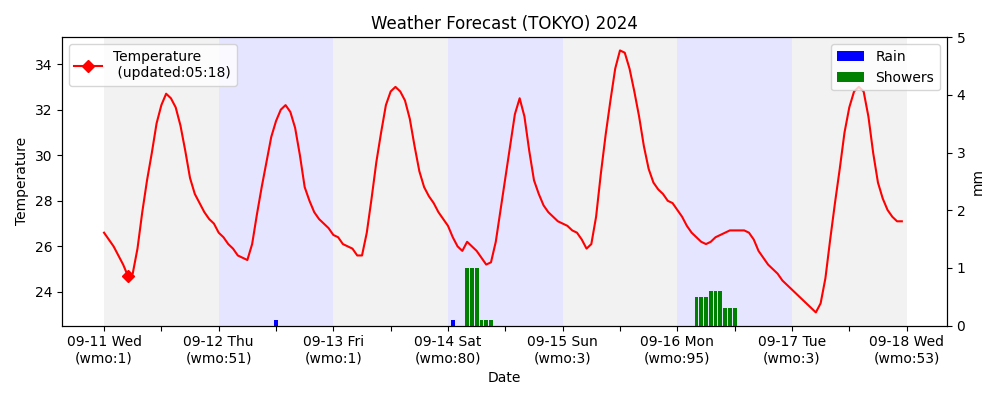 Weather Forecast (TOKYO) 2024
Temperature
(updated:05:18)
Rain
Showers
Temperature
34
32
30
28
26
24
5
4
3
2
1
0
mm
09-11 Wed
(wmo:1)
09-12 Thu
(wmo:51)
09-13 Fri
(wmo:1)
09-14 Sat
(wmo:80)
09-15 Sun
(wmo:3)
09-16 Mon
(wmo:95)
09-17 Tue
(wmo:3)
09-18 Wed
(wmo:53)
Date